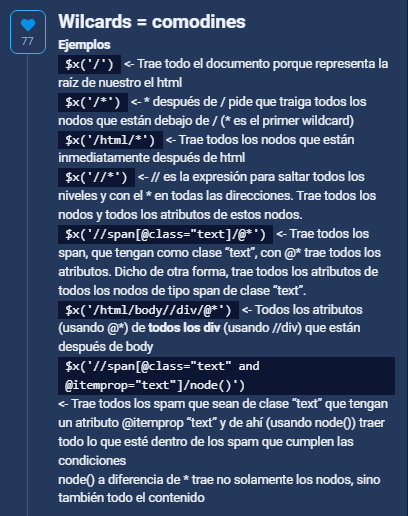 Wilcards = comodines
77
Ejemplos
$x('/') <- Trae todo el documento porque representa la
raíz de nuestro el html
$x('/*') <- * después de / pide que traiga todos los
nodos que están debajo de / (* es el primer wildcard)
$x('/html/*') <- Trae todos los nodos que están
inmediatamente después de html
$x('//*') <- // es la expresión para saltar todos los
niveles y con el * en todas las direcciones. Trae todos los
nodos y todos los atributos de estos nodos.
$x('//span[@class="text]/@*') <- Trae todos los
span, que tengan como clase “text”, con @* trae todos los
atributos. Dicho de otra forma, trae todos los atributos de
todos los nodos de tipo span de clase “text”.
$x('/html/body//div/@*') <- Todos los atributos
(usando @*) de todos los div (usando //div) que están
después de body
$x('//span[@class="text" and
@itemprop="text"]/node()')
<- Trae todos los spam que sean de clase “text” que tengan
un atributo @itemprop “text” y de ahí (usando node()) traer
todo lo que esté dentro de los spam que cumplen las
condiciones
node() a diferencia de * trae no solamente los nodos, sino
también todo el contenido